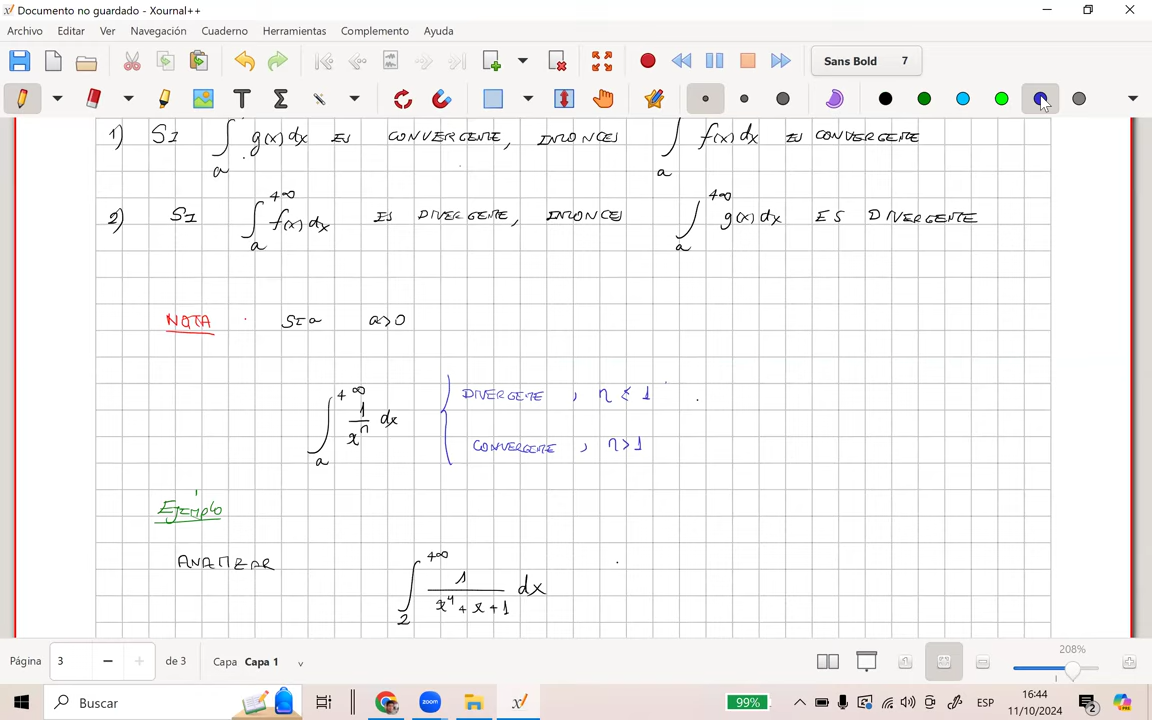 Documento no guardado - Xournal++
Archivo Editar Ver Navegación Cuaderno Herramientas Complemento Ayuda
Sans Bold 7
1) SI ∫ₐ g(x) dx ES CONVERGENTE, ENTONCES ∫ₐ f(x) dx ES CONVERGENTE
2) SI ∫ₐ^+∞ f(x) dx ES DIVERGENTE, ENTONCES ∫ₐ^+∞ g(x) dx ES DIVERGENTE
NOTA SEA a>0
∫ₐ^+∞ 1/xⁿ dx { DIVERGENTE , n ≤ 1
CONVERGENTE , n>1
Ejemplo
ANALIZAR ∫₂^+∞ 1/(x⁴+x+1) dx
Página 3 de 3 Capa Capa 1 208%
Buscar 99% ESP 16:44
11/10/2024 2